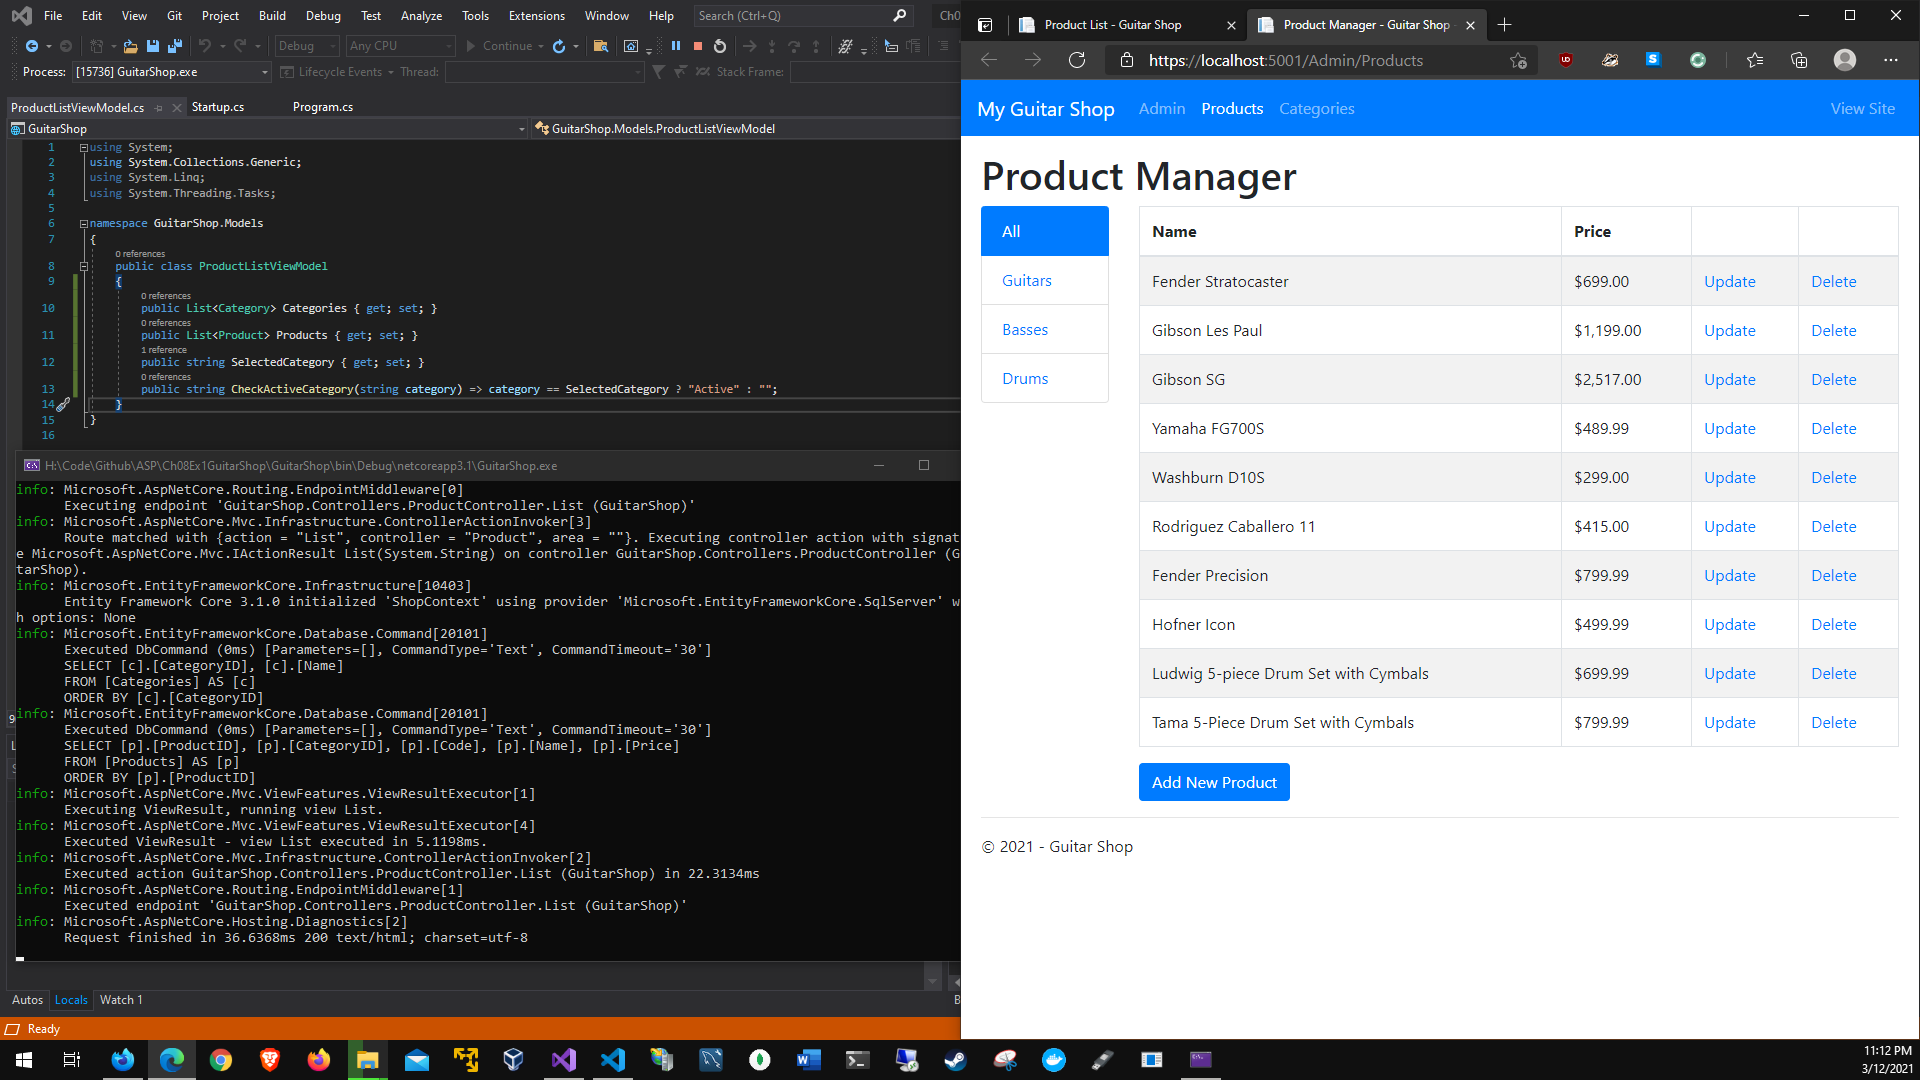 File Edit View Git Project Build Debug Test Analyze Tools Extensions Window Help Search (Ctrl+Q) Ch0
Debug Any CPU Continue
Process: [15736] GuitarShop.exe Lifecycle Events Thread: Stack Frame:
ProductListViewModel.cs Startup.cs Program.cs
GuitarShop GuitarShop.Models.ProductListViewModel
1 using System;
2 using System.Collections.Generic;
3 using System.Linq;
4 using System.Threading.Tasks;
5
6 namespace GuitarShop.Models
7 {
0 references
8 public class ProductListViewModel
9 {
0 references
10 public List<Category> Categories { get; set; }
0 references
11 public List<Product> Products { get; set; }
1 reference
12 public string SelectedCategory { get; set; }
0 references
13 public string CheckActiveCategory(string category) => category == SelectedCategory ? "Active" : "";
14 }
15 }
16
H:\Code\Github\ASP\Ch08Ex1GuitarShop\GuitarShop\bin\Debug\netcoreapp3.1\GuitarShop.exe
info: Microsoft.AspNetCore.Routing.EndpointMiddleware[0]
Executing endpoint 'GuitarShop.Controllers.ProductController.List (GuitarShop)'
info: Microsoft.AspNetCore.Mvc.Infrastructure.ControllerActionInvoker[3]
Route matched with {action = "List", controller = "Product", area = ""}. Executing controller action with signat
e Microsoft.AspNetCore.Mvc.IActionResult List(System.String) on controller GuitarShop.Controllers.ProductController (G
tarShop).
info: Microsoft.EntityFrameworkCore.Infrastructure[10403]
Entity Framework Core 3.1.0 initialized 'ShopContext' using provider 'Microsoft.EntityFrameworkCore.SqlServer' w
h options: None
info: Microsoft.EntityFrameworkCore.Database.Command[20101]
Executed DbCommand (0ms) [Parameters=[], CommandType='Text', CommandTimeout='30']
SELECT [c].[CategoryID], [c].[Name]
FROM [Categories] AS [c]
ORDER BY [c].[CategoryID]
info: Microsoft.EntityFrameworkCore.Database.Command[20101]
Executed DbCommand (0ms) [Parameters=[], CommandType='Text', CommandTimeout='30']
SELECT [p].[ProductID], [p].[CategoryID], [p].[Code], [p].[Name], [p].[Price]
FROM [Products] AS [p]
ORDER BY [p].[ProductID]
info: Microsoft.AspNetCore.Mvc.ViewFeatures.ViewResultExecutor[1]
Executing ViewResult, running view List.
info: Microsoft.AspNetCore.Mvc.ViewFeatures.ViewResultExecutor[4]
Executed ViewResult - view List executed in 5.1198ms.
info: Microsoft.AspNetCore.Mvc.Infrastructure.ControllerActionInvoker[2]
Executed action GuitarShop.Controllers.ProductController.List (GuitarShop) in 22.3134ms
info: Microsoft.AspNetCore.Routing.EndpointMiddleware[1]
Executed endpoint 'GuitarShop.Controllers.ProductController.List (GuitarShop)'
info: Microsoft.AspNetCore.Hosting.Diagnostics[2]
Request finished in 36.6368ms 200 text/html; charset=utf-8
Autos Locals Watch 1
Ready
Product List - Guitar Shop Product Manager - Guitar Shop
https://localhost:5001/Admin/Products
My Guitar Shop Admin Products Categories View Site
Product Manager
All
Guitars
Basses
Drums
Name Price
Fender Stratocaster $699.00 Update Delete
Gibson Les Paul $1,199.00 Update Delete
Gibson SG $2,517.00 Update Delete
Yamaha FG700S $489.99 Update Delete
Washburn D10S $299.00 Update Delete
Rodriguez Caballero 11 $415.00 Update Delete
Fender Precision $799.99 Update Delete
Hofner Icon $499.99 Update Delete
Ludwig 5-piece Drum Set with Cymbals $699.99 Update Delete
Tama 5-Piece Drum Set with Cymbals $799.99 Update Delete
Add New Product
© 2021 - Guitar Shop
11:12 PM
3/12/2021